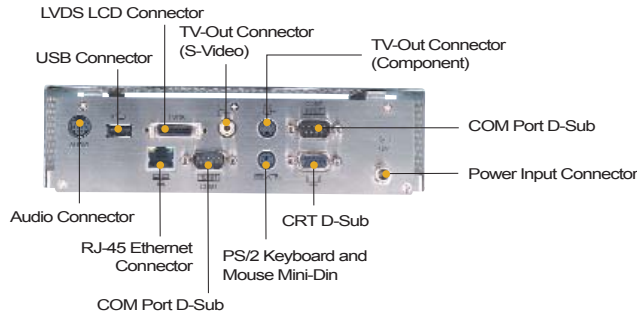 LVDS LCD Connector
TV-Out Connector
(S-Video)
TV-Out Connector
(Component)
USB Connector
COM Port D-Sub
Power Input Connector
Audio Connector
CRT D-Sub
RJ-45 Ethernet
Connector
PS/2 Keyboard and
Mouse Mini-Din
COM Port D-Sub